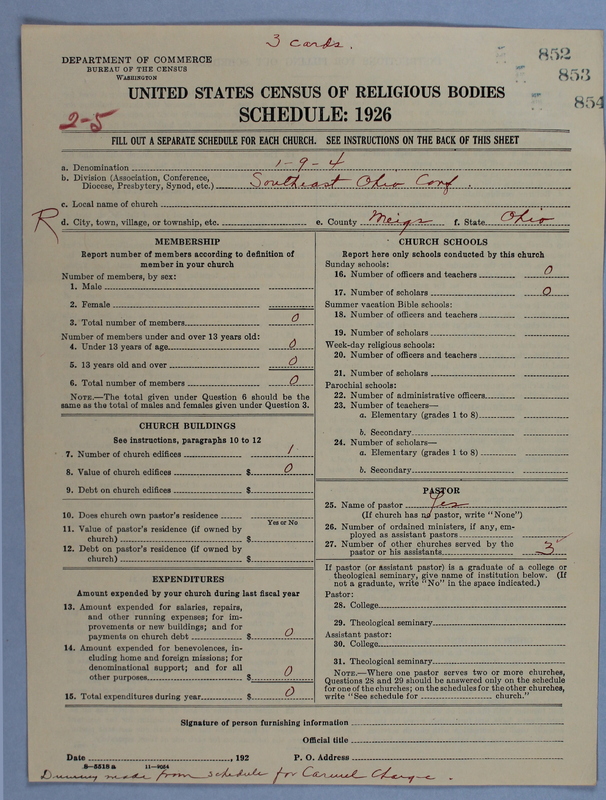 3 cards.
852
853
854
DEPARTMENT OF COMMERCE
BUREAU OF THE CENSUS
WASHINGTON
UNITED STATES CENSUS OF RELIGIOUS BODIES
SCHEDULE: 1926
2-5
FILL OUT A SEPARATE SCHEDULE FOR EACH CHURCH. SEE INSTRUCTIONS ON THE BACK OF THIS SHEET
a. Denomination 1-9-4
b. Division (Association, Conference, Diocese, Presbytery, Synod, etc.) Southeast Ohio Conf.
c. Local name of church
R
d. City, town, village, or township, etc. e. County Meigs f. State Ohio
MEMBERSHIP
Report number of members according to definition of
member in your church
Number of members, by sex:
1. Male
2. Female
3. Total number of members 0
Number of members under and over 13 years old:
4. Under 13 years of age 0
5. 13 years old and over 0
6. Total number of members 0
NOTE.—The total given under Question 6 should be
same as the total of males and females given under Question 3.
CHURCH BUILDINGS
See instructions, paragraphs 10 to 12
7. Number of church edifices 1
8. Value of church edifices $ 0
9. Debt on church edifices $
10. Does church own pastor's residence
Yes or No
11. Value of pastor's residence (if owned by
church) $
12. Debt on pastor's residence (if owned by
church) $
EXPENDITURES
Amount expended by your church during last fiscal year
13. Amount expended for salaries, repairs,
and other running expenses; for im-
provements or new buildings; and for
payments on church debt $ 0
14. Amount expended for benevolences, in-
cluding home and foreign missions; for
denominational support; and for all
other purposes $ 0
15. Total expenditures during year $ 0
CHURCH SCHOOLS
Report here only schools conducted by this church
Sunday schools:
16. Number of officers and teachers 0
17. Number of scholars 0
Summer vacation Bible schools:
18. Number of officers and teachers
19. Number of scholars
Week-day religious schools:
20. Number of officers and teachers
21. Number of scholars
Parochial schools:
22. Number of administrative officers
23. Number of teachers—
a. Elementary (grades 1 to 8)
b. Secondary
24. Number of scholars—
a. Elementary (grades 1 to 8)
b. Secondary
PASTOR
25. Name of pastor Yes
(If church has no pastor, write "None")
26. Number of ordained ministers, if any, em-
ployed as assistant pastors
27. Number of other churches served by the
pastor or his assistants 3
If pastor (or assistant pastor) is a graduate of a college or
theological seminary, give name of institution below. (If
not a graduate, write "No" in the space indicated.)
Pastor:
28. College
29. Theological seminary
Assistant pastor:
30. College
31. Theological seminary
NOTE.—Where one pastor serves two or more churches,
Questions 28 and 29 should be answered only on the schedule
for one of the churches; on the schedules for the other churches,
write "See schedule for church."
Signature of person furnishing information
Official title
Date , 192 P. O. Address
8—5518 a 11—9064
Dummy made from schedule for Carmel Charge.